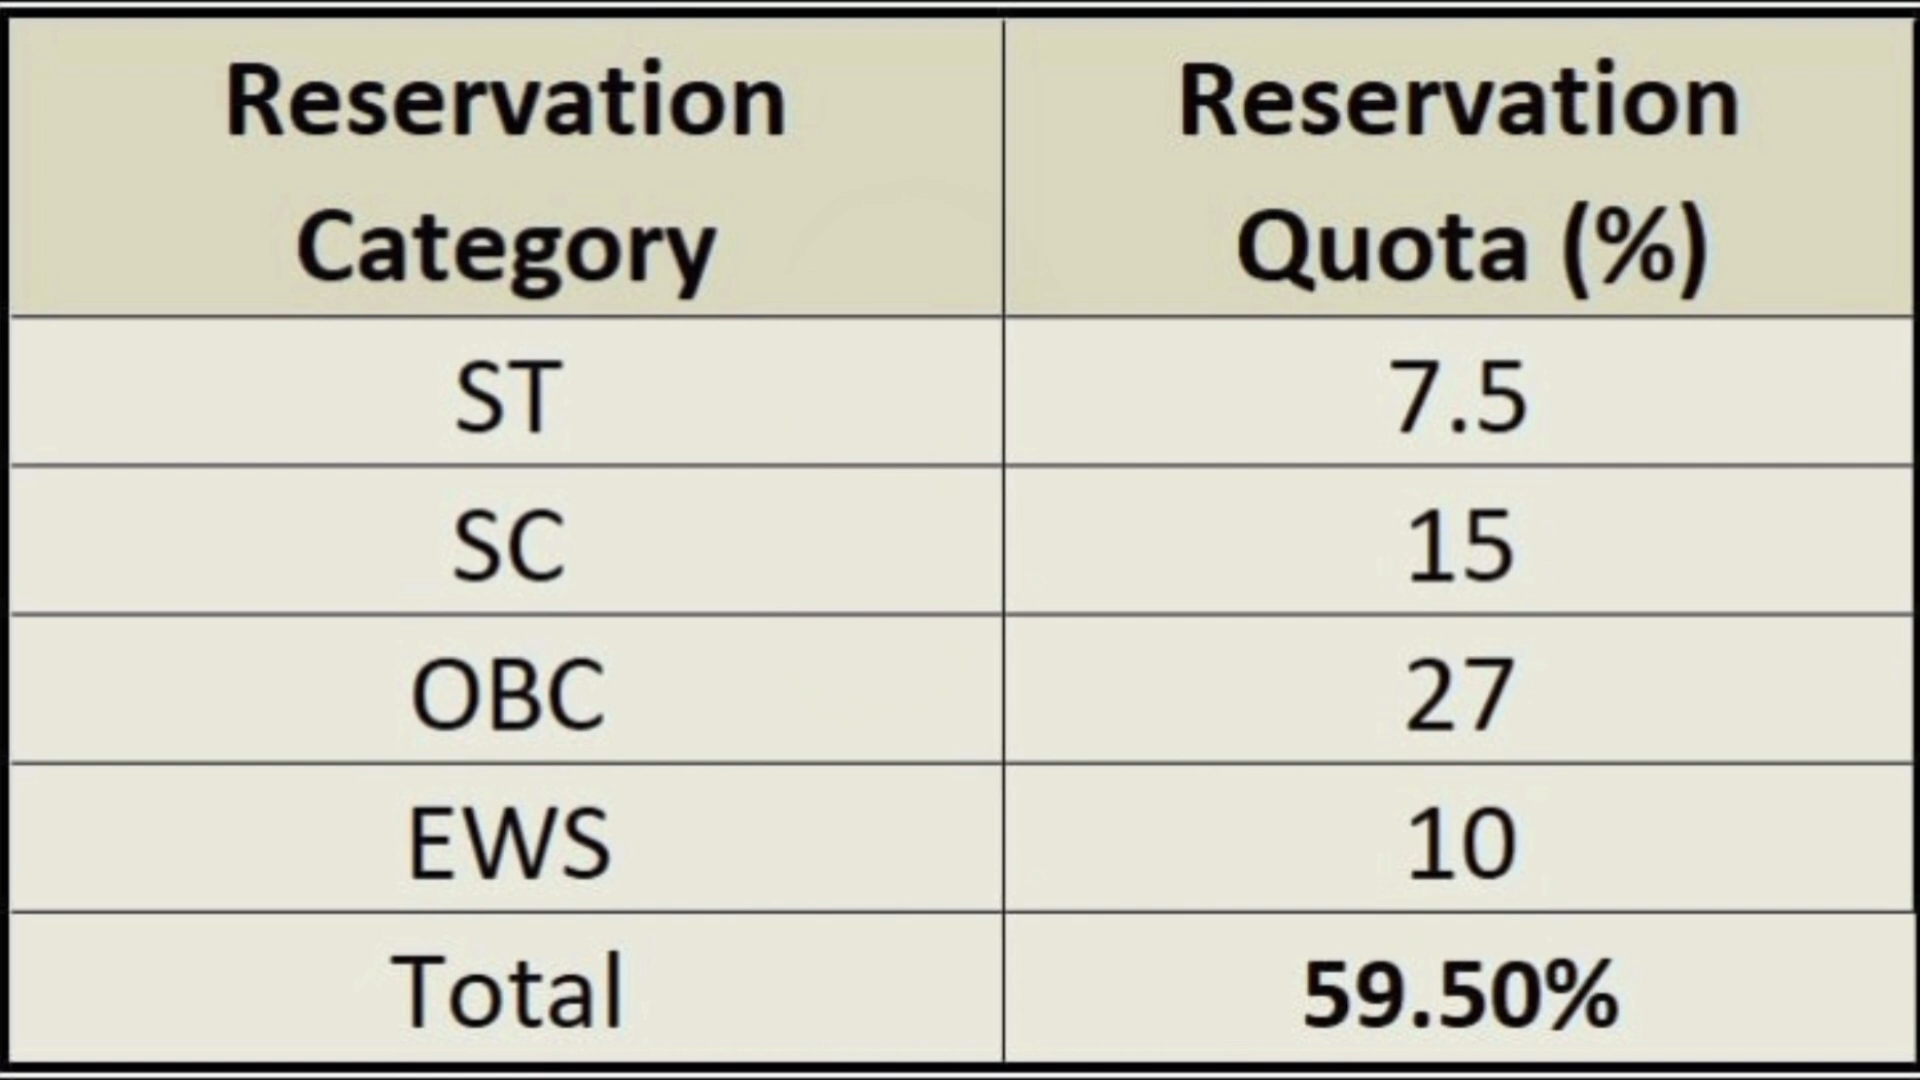 Reservation Category
Reservation Quota (%)
ST 7.5
SC 15
OBC 27
EWS 10
Total 59.50%